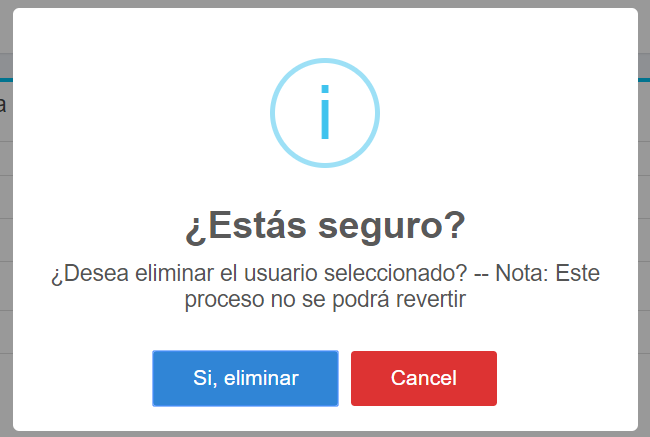 a
i
¿Estás seguro?
¿Desea eliminar el usuario seleccionado? -- Nota: Este
proceso no se podrá revertir
Si, eliminar
Cancel